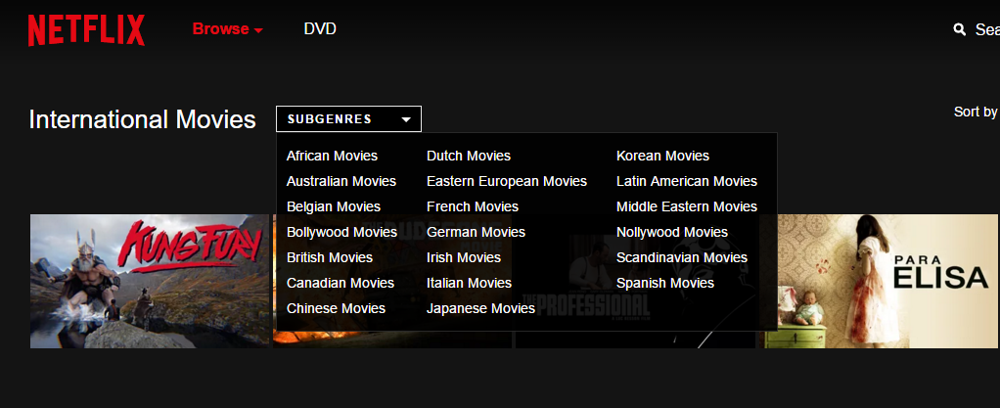 NETFLIX
Browse
DVD
Sea
International Movies
SUBGENRES
Sort by
African Movies
Australian Movies
Belgian Movies
Bollywood Movies
British Movies
Canadian Movies
Chinese Movies
Dutch Movies
Eastern European Movies
French Movies
German Movies
Irish Movies
Italian Movies
Japanese Movies
Korean Movies
Latin American Movies
Middle Eastern Movies
Nollywood Movies
Scandinavian Movies
Spanish Movies
KUNG FURY
THE
PROFESSIONAL
PARA
ELISA